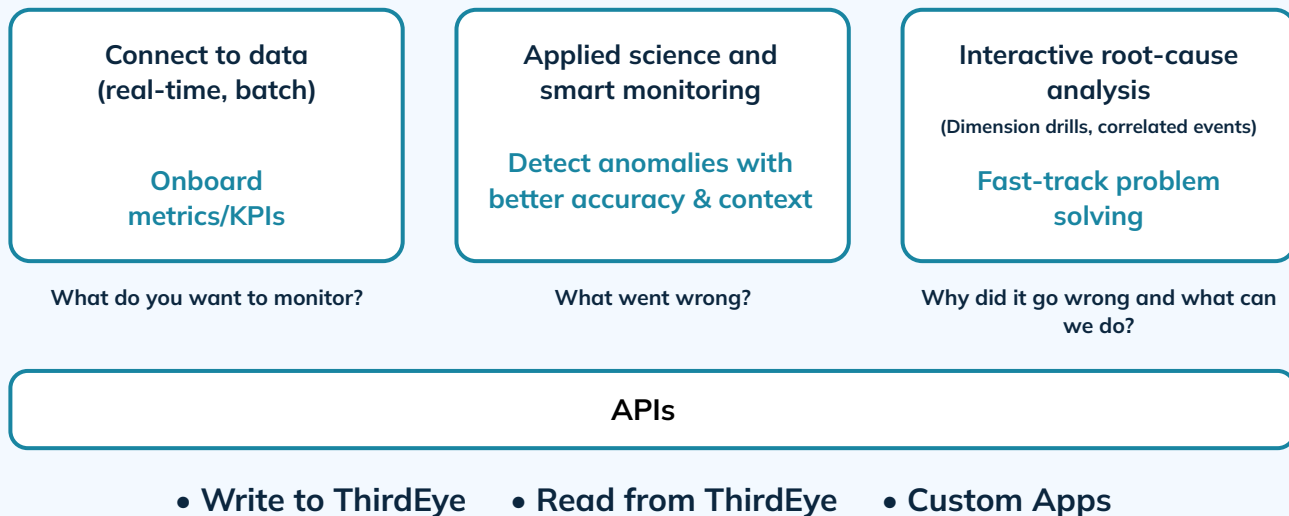 Connect to data
(real-time, batch)
Onboard
metrics/KPIs
What do you want to monitor?
Applied science and
smart monitoring
Detect anomalies with
better accuracy & context
What went wrong?
Interactive root-cause
analysis
(Dimension drills, correlated events)
Fast-track problem
solving
Why did it go wrong and what can
we do?
APIs
• Write to ThirdEye • Read from ThirdEye • Custom Apps